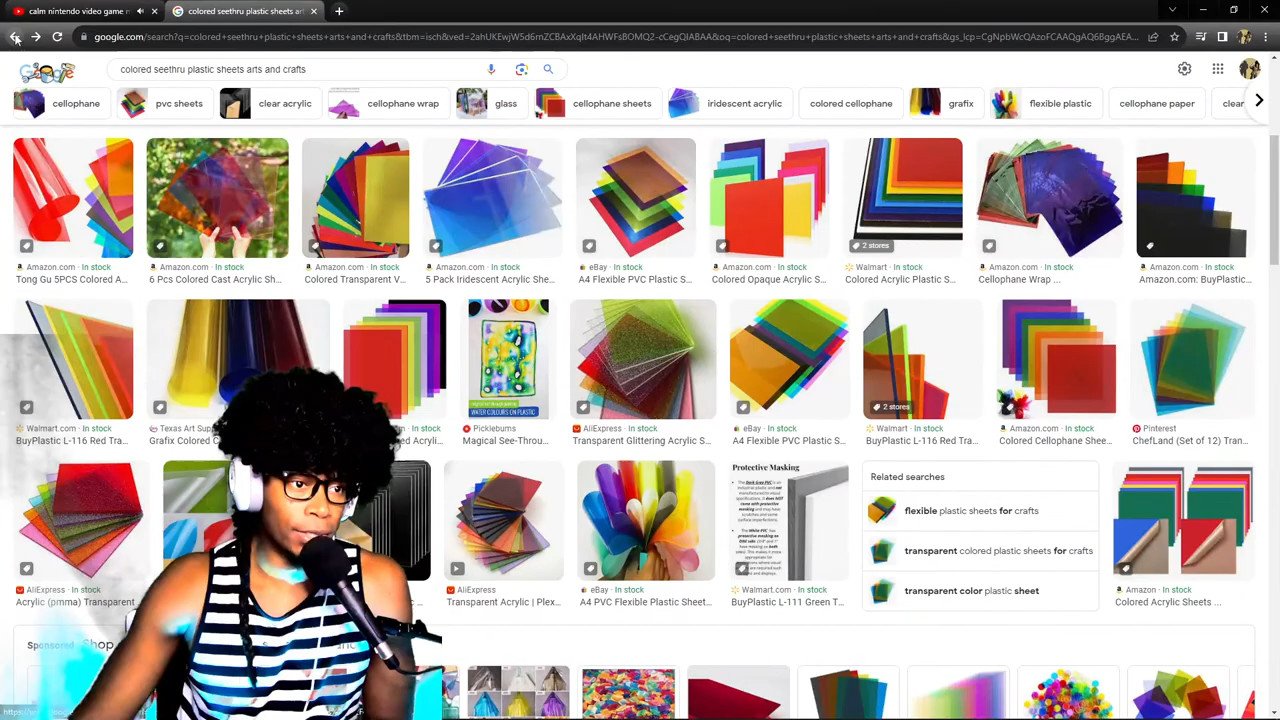 calm nintendo video game m
colored seethru plastic sheets art
google.com/search?q=colored+seethru+plastic+sheets+arts+and+crafts&tbm=isch&ved=2ahUKEwjW5d6rnZCBAxXqIt4AHWFsBOMQ2-cCegQIABAA&oq=colored+seethru+plastic+sheets+arts+and+crafts&gs_lcp=CgNpbWcQAzoFCAAQgAQ6BggAEA...
colored seethru plastic sheets arts and crafts
cellophane
pvc sheets
clear acrylic
cellophane wrap
glass
cellophane sheets
iridescent acrylic
colored cellophane
grafix
flexible plastic
cellophane paper
clear
2 stores
Amazon.com · In stock
Amazon.com · In stock
Amazon.com · In stock
Amazon.com · In stock
eBay · In stock
Amazon.com · In stock
Walmart · In stock
Amazon.com · In stock
Amazon.com · In stock
Tong Gu 5PCS Colored A...
6 Pcs Colored Cast Acrylic Sh...
Colored Transparent V...
5 Pack Iridescent Acrylic She...
A4 Flexible PVC Plastic S...
Colored Opaque Acrylic S...
Colored Acrylic Plastic S...
Cellophane Wrap ...
Amazon.com: BuyPlastic...
WATER COLOURS ON PLASTIC
2 stores
Walmart.com · In stock
Texas Art Sup
Picklebums
AliExpress · In stock
eBay · In stock
Walmart · In stock
Amazon.com · In stock
Pinterest
BuyPlastic L-116 Red Tra...
Grafix Colored C
ed Acryli...
Magical See-Throu...
Transparent Glittering Acrylic S...
A4 Flexible PVC Plastic S...
BuyPlastic L-116 Red Tra...
Colored Cellophane Shee...
ChefLand (Set of 12) Tran...
Protective Masking
Related searches
flexible plastic sheets for crafts
transparent colored plastic sheets for crafts
transparent color plastic sheet
AliExpress · In stock
AliExpress · In stock
eBay · In stock
Walmart.com · In stock
Amazon · In stock
Acrylic (pmma) Transparent
Transparent Acrylic | Plex...
A4 PVC Flexible Plastic Sheet...
BuyPlastic L-111 Green T...
Colored Acrylic Sheets ...
Sponsored
Shop